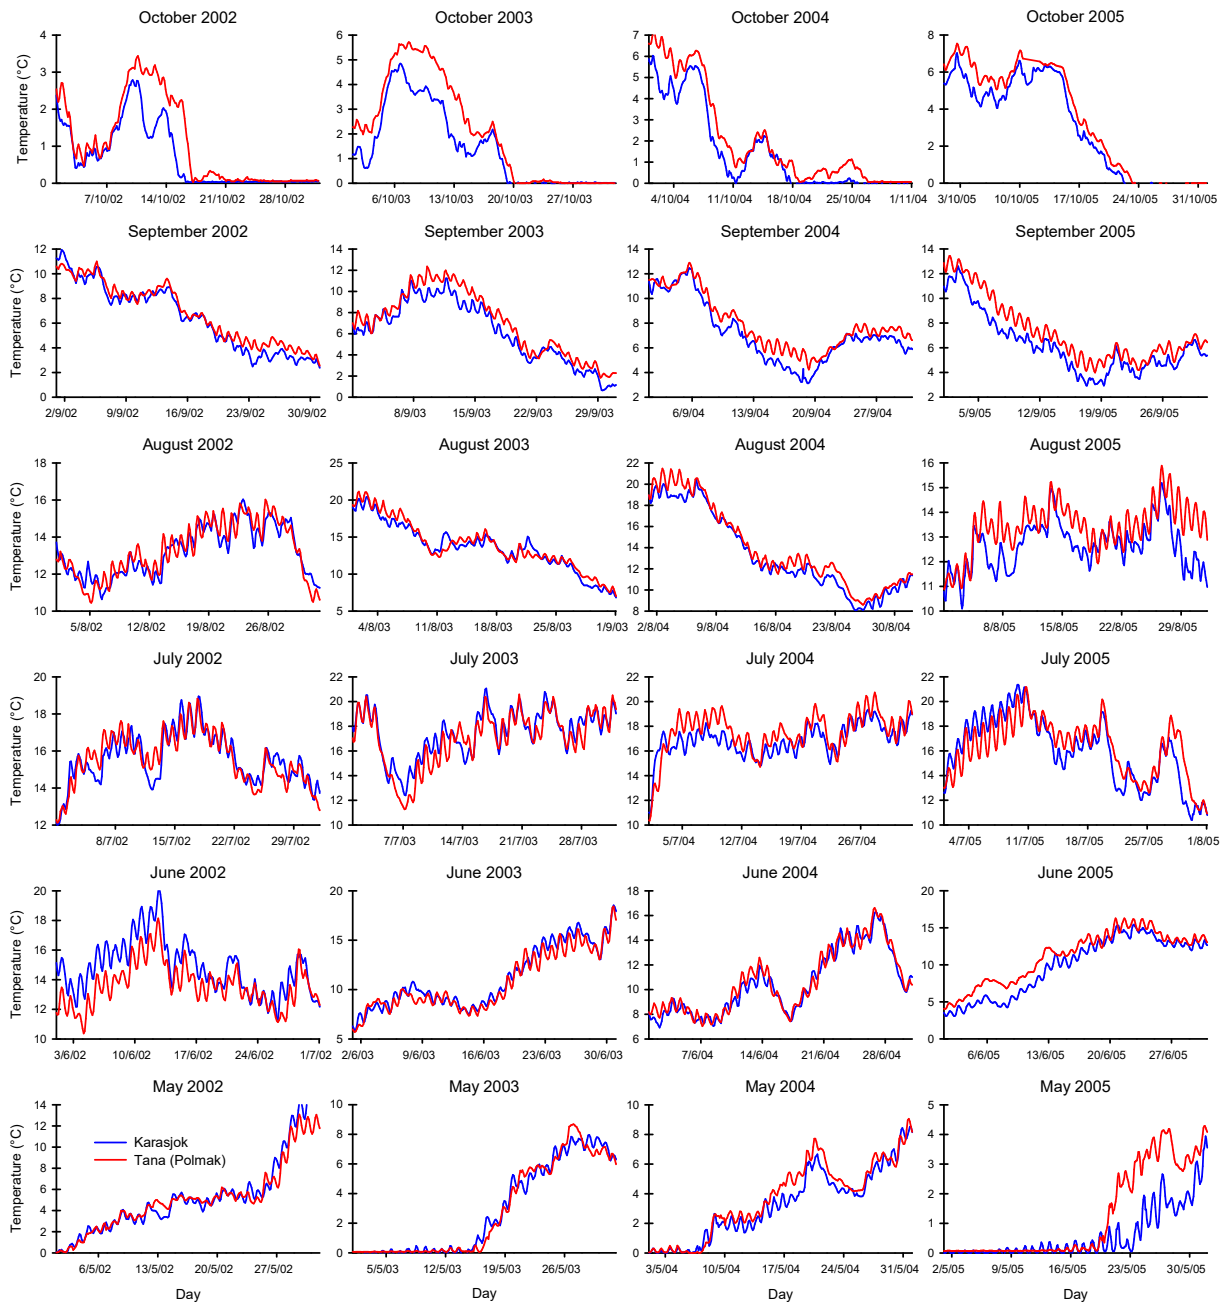 October 2002 October 2003 October 2004 October 2005
Temperature (°C)
4 3 2 1 0
6 5 4 3 2 1 0
7 6 5 4 3 2 1 0
8 6 4 2 0
7/10/02 14/10/02 21/10/02 28/10/02
6/10/03 13/10/03 20/10/03 27/10/03
4/10/04 11/10/04 18/10/04 25/10/04 1/11/04
3/10/05 10/10/05 17/10/05 24/10/05 31/10/05
September 2002 September 2003 September 2004 September 2005
Temperature (°C)
12 10 8 6 4 2 0
14 12 10 8 6 4 2 0
14 12 10 8 6 4 2
14 12 10 8 6 4 2
2/9/02 9/9/02 16/9/02 23/9/02 30/9/02
8/9/03 15/9/03 22/9/03 29/9/03
6/9/04 13/9/04 20/9/04 27/9/04
5/9/05 12/9/05 19/9/05 26/9/05
August 2002 August 2003 August 2004 August 2005
Temperature (°C)
18 16 14 12 10
25 20 15 10 5
22 20 18 16 14 12 10 8
16 15 14 13 12 11 10
5/8/02 12/8/02 19/8/02 26/8/02
4/8/03 11/8/03 18/8/03 25/8/03 1/9/03
2/8/04 9/8/04 16/8/04 23/8/04 30/8/04
8/8/05 15/8/05 22/8/05 29/8/05
July 2002 July 2003 July 2004 July 2005
Temperature (°C)
20 18 16 14 12
22 20 18 16 14 12 10
22 20 18 16 14 12 10
22 20 18 16 14 12 10
8/7/02 15/7/02 22/7/02 29/7/02
7/7/03 14/7/03 21/7/03 28/7/03
5/7/04 12/7/04 19/7/04 26/7/04
4/7/05 11/7/05 18/7/05 25/7/05 1/8/05
June 2002 June 2003 June 2004 June 2005
Temperature (°C)
20 18 16 14 12 10
20 15 10 5
18 16 14 12 10 8 6
20 15 10 5 0
3/6/02 10/6/02 17/6/02 24/6/02 1/7/02
2/6/03 9/6/03 16/6/03 23/6/03 30/6/03
7/6/04 14/6/04 21/6/04 28/6/04
6/6/05 13/6/05 20/6/05 27/6/05
May 2002 May 2003 May 2004 May 2005
Temperature (°C)
14 12 10 8 6 4 2 0
10 8 6 4 2 0
10 8 6 4 2 0
5 4 3 2 1 0
Karasjok
Tana (Polmak)
6/5/02 13/5/02 20/5/02 27/5/02
5/5/03 12/5/03 19/5/03 26/5/03
3/5/04 10/5/04 17/5/04 24/5/04 31/5/04
2/5/05 9/5/05 16/5/05 23/5/05 30/5/05
Day Day Day Day